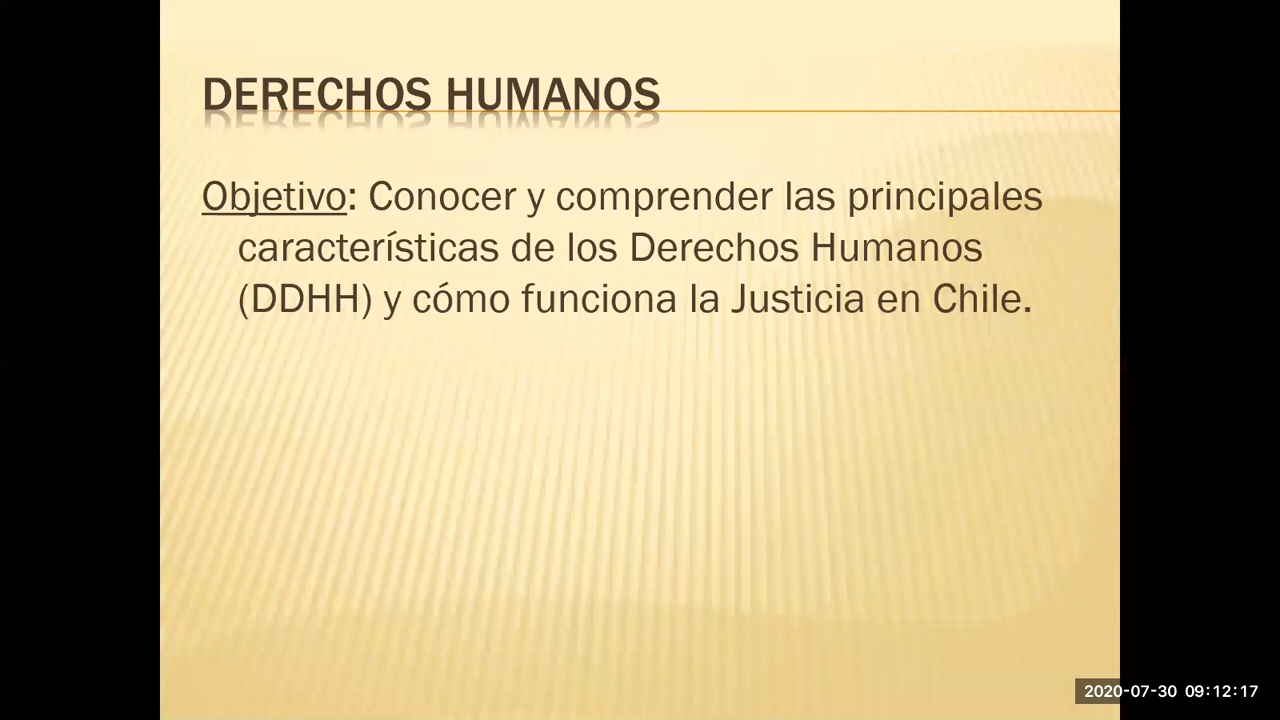 DERECHOS HUMANOS
Objetivo: Conocer y comprender las principales
características de los Derechos Humanos
(DDHH) y cómo funciona la Justicia en Chile.
2020-07-30 09:12:17